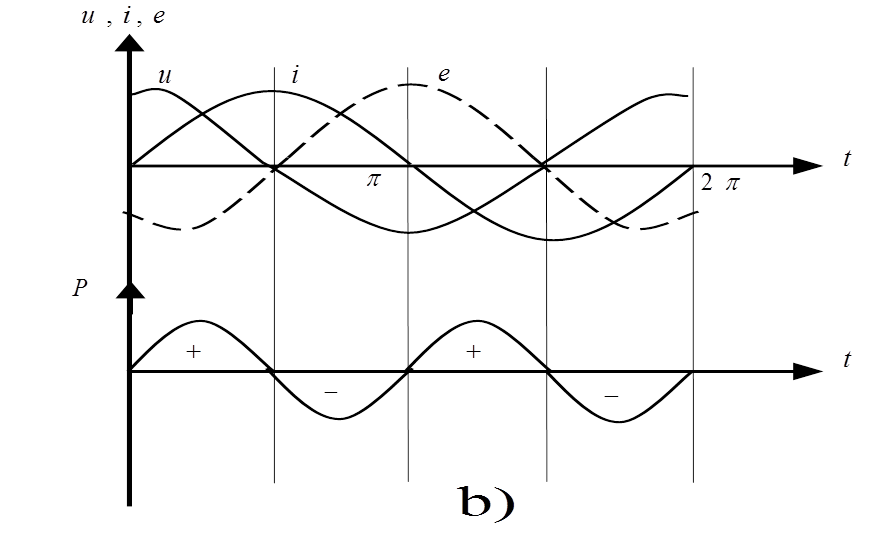 u , i , e
u i e
t
π
2 π
P
+ +
t
– –
b)